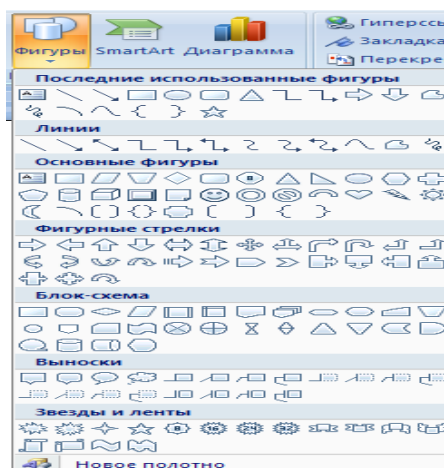 Гиперссы
Закладка
Перекре
Фигуры SmartArt Диаграмма
Последние использованные фигуры
Линии
Основные фигуры
Фигурные стрелки
Блок-схема
Выноски
Звезды и ленты
Новое полотно